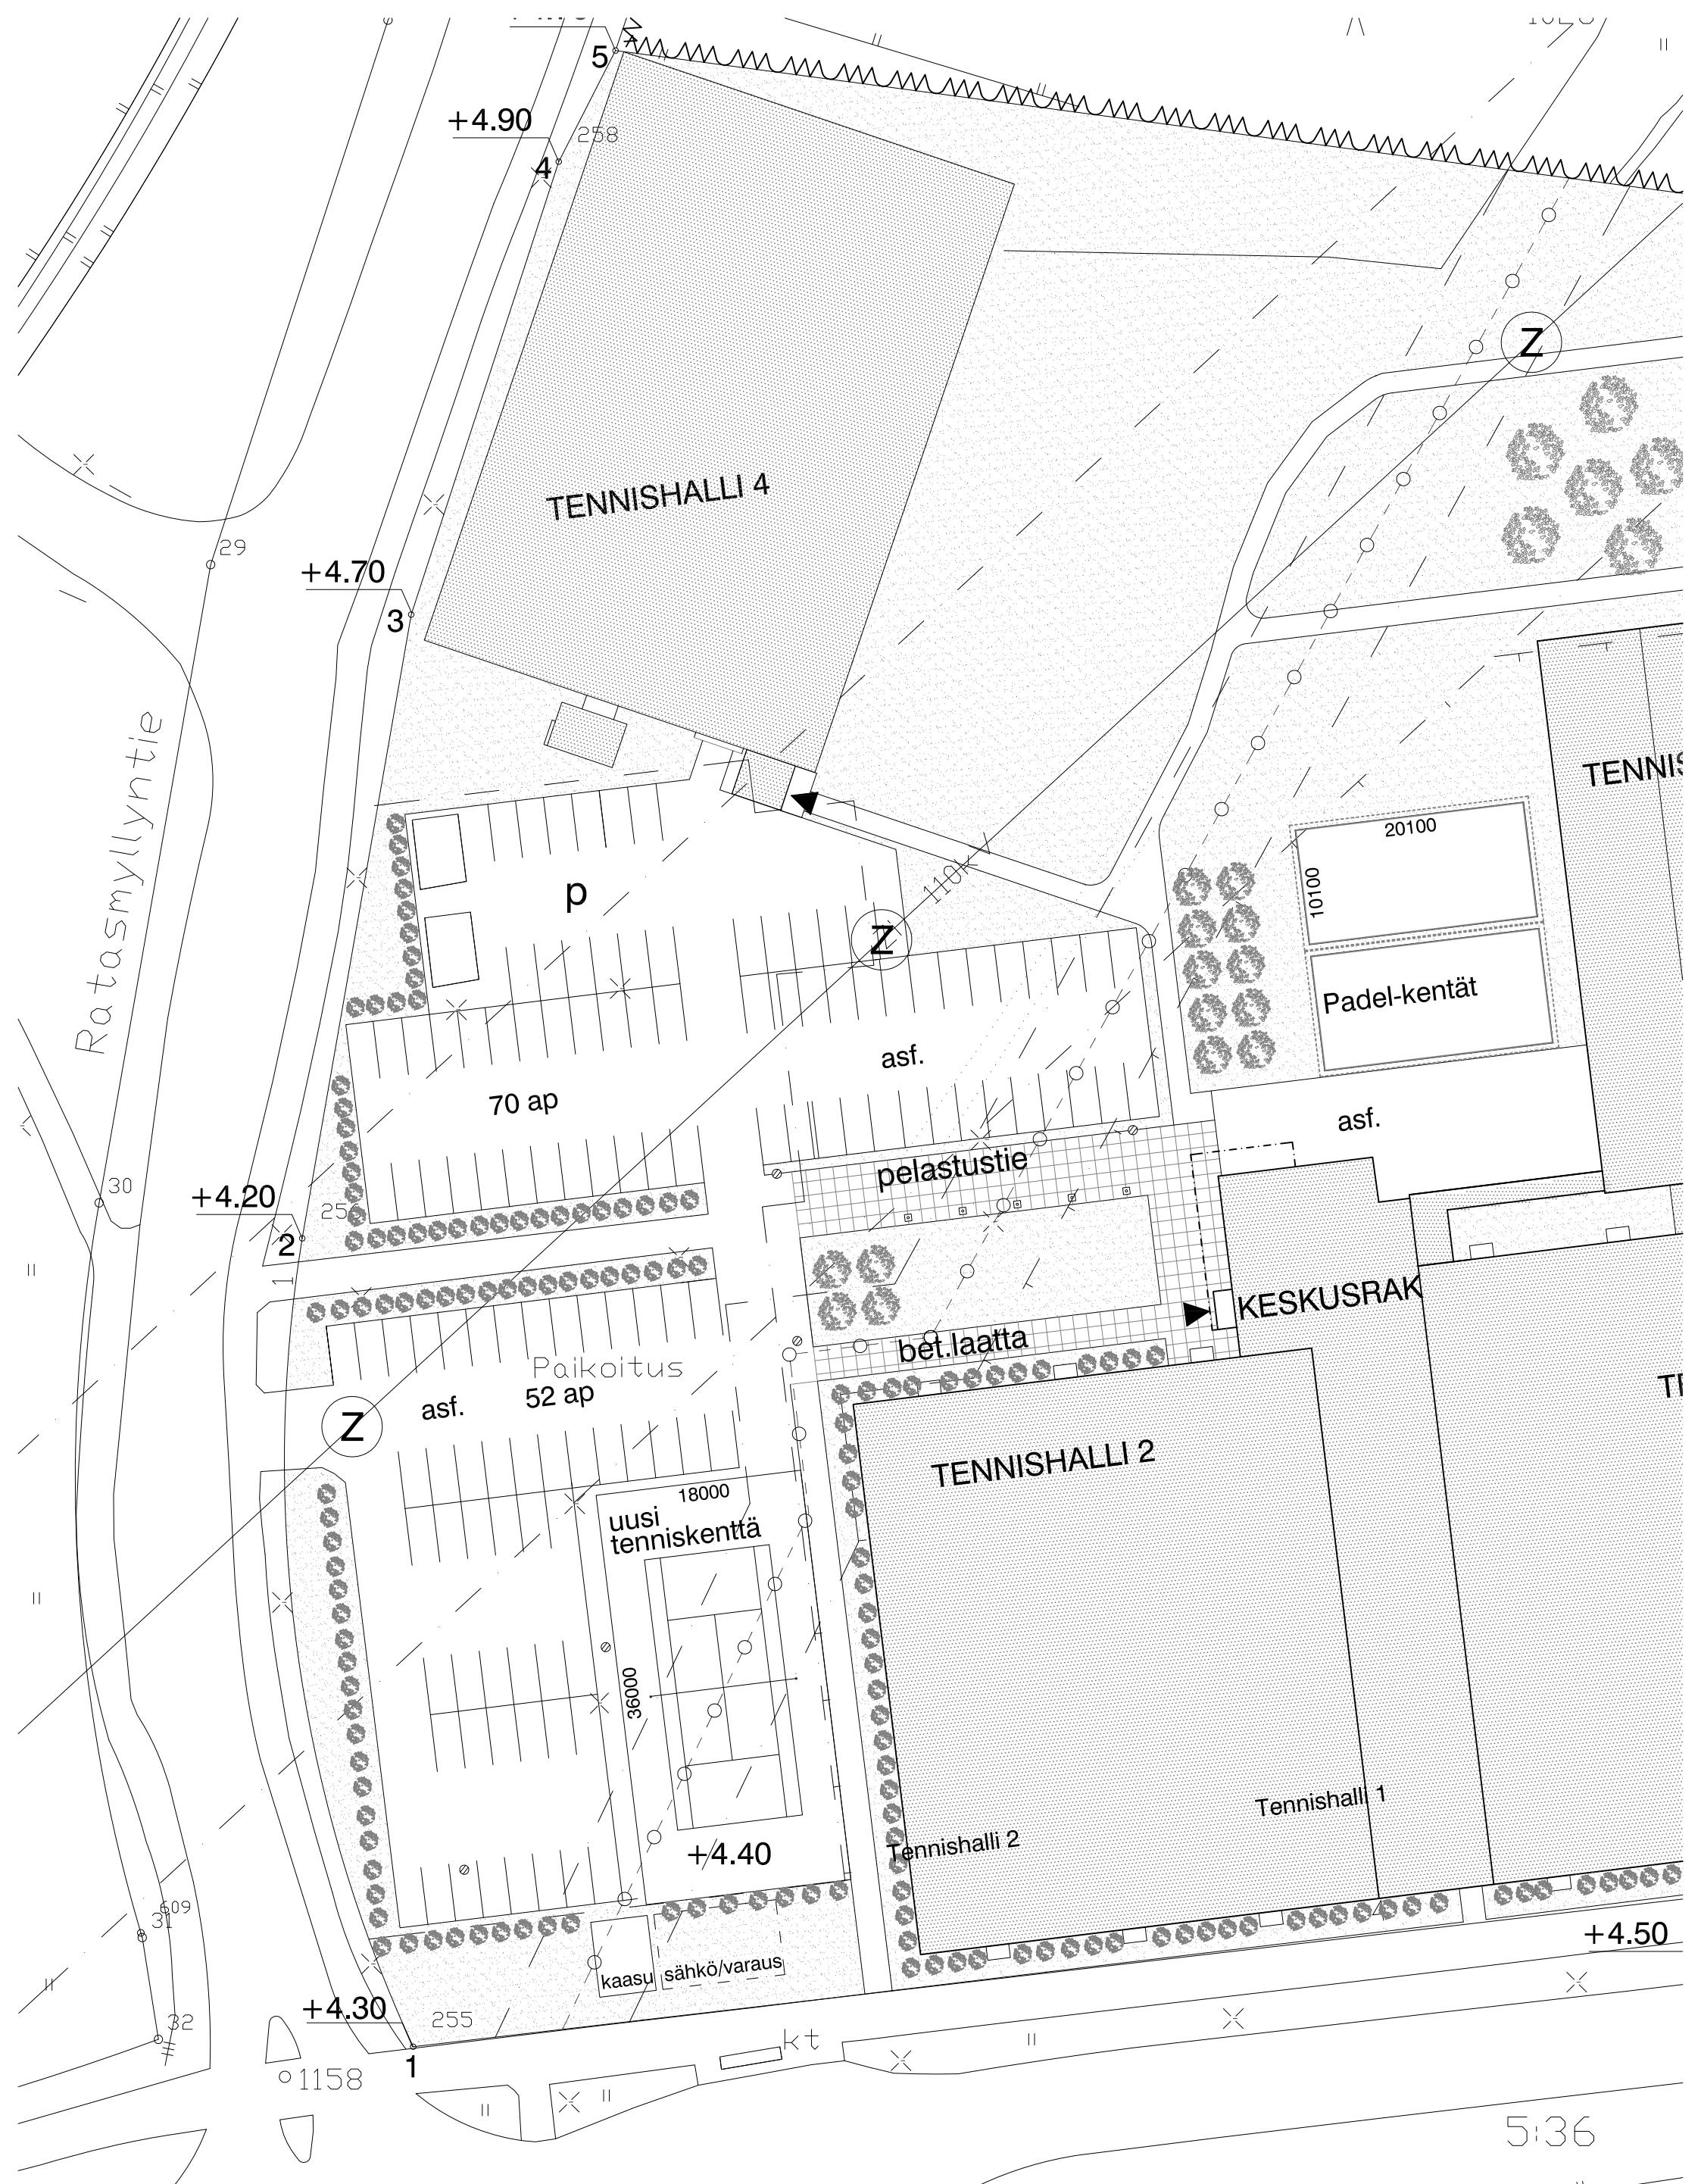 5
+4.90
258
4
Z
TENNISHALLI 4
29
+4.70
3
Ratasmyllyntie
TENNIS
20100
10100
p
110K
Z
Padel-kentät
asf.
70 ap
asf.
pelastustie
30
+4.20
25
2
1
KESKUSRAK
bet.laatta
Paikoitus
asf.
52 ap
Z
TENNISHALLI 2
18000
uusi
tenniskenttä
36000
Tennishalli 1
+4.40
Tennishalli 2
609
31
+4.50
kaasu
sähkö/varaus
+4.30
255
32
1
kt
1158
5:36